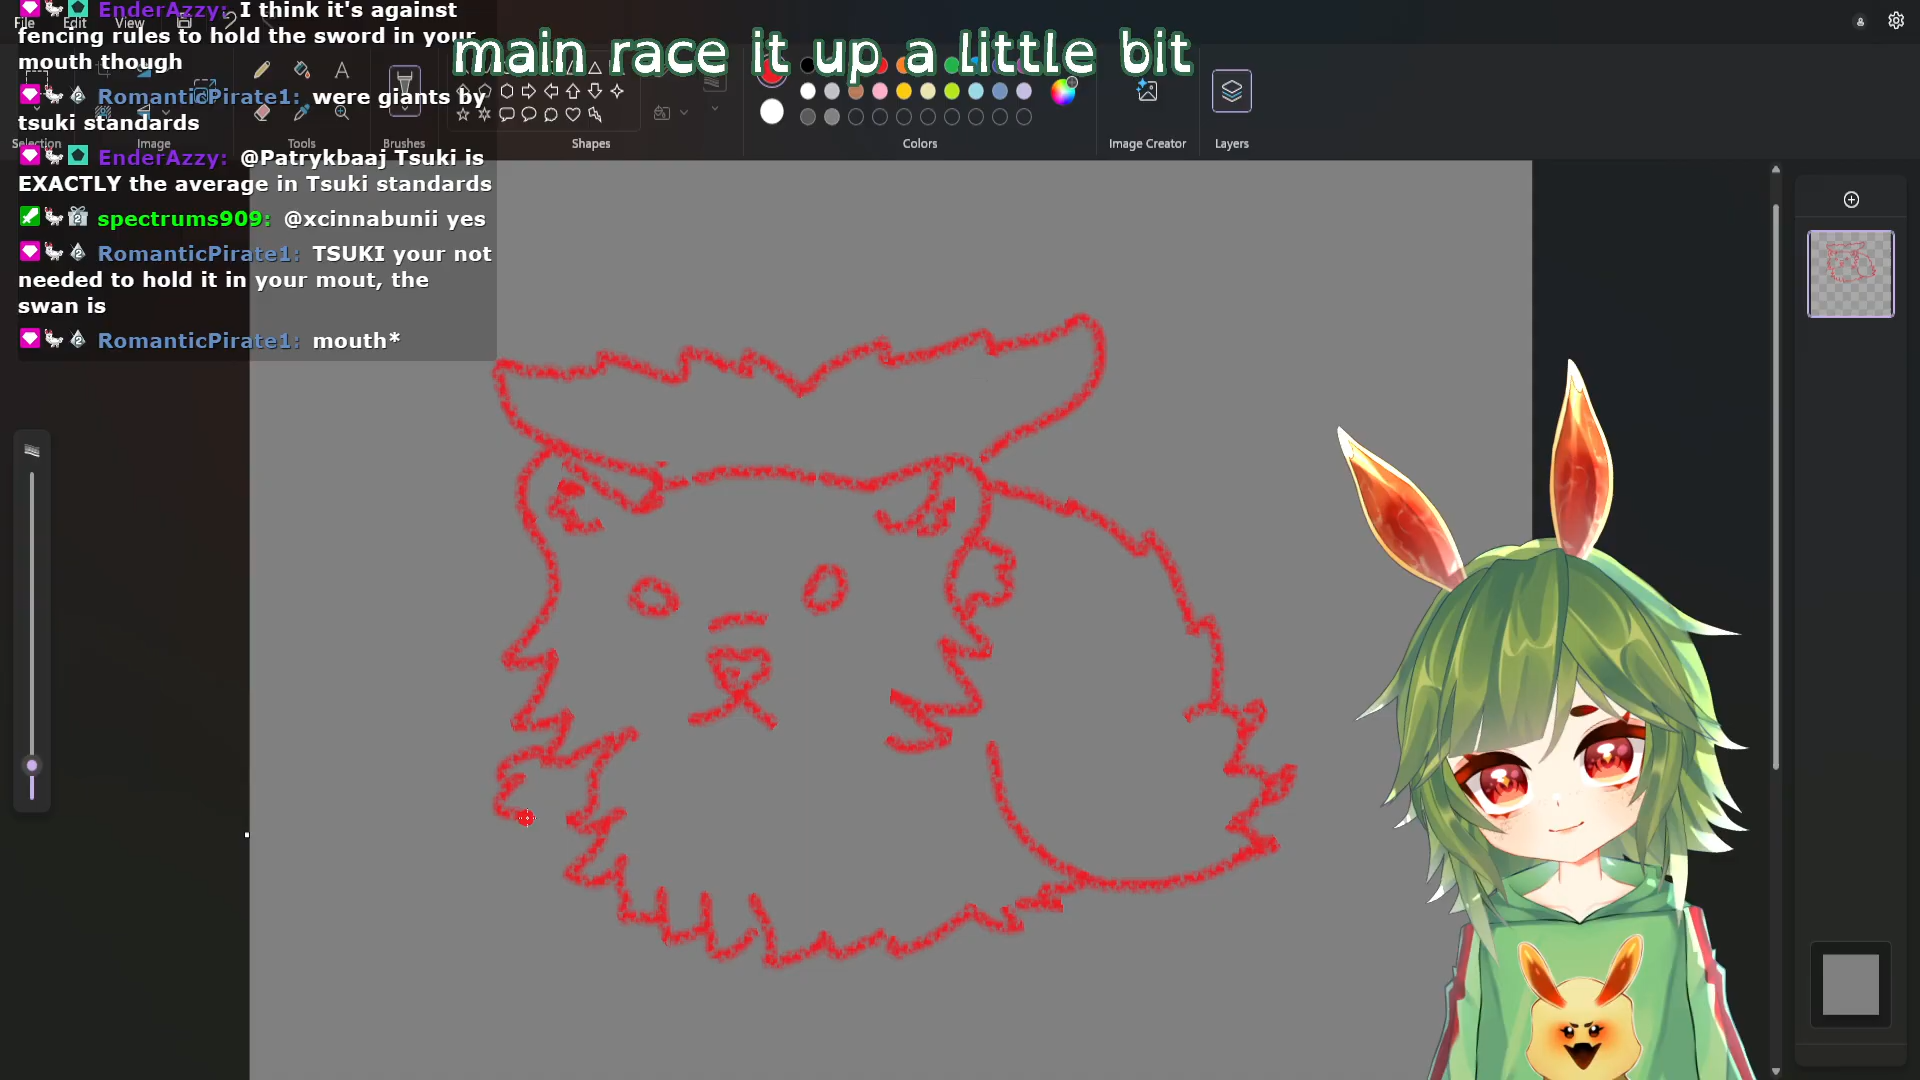 File Edit View
EnderAzzy: I think it's against
fencing rules to hold the sword in your
mouth though
main race it up a little bit
RomanticPirate1: were giants by
tsuki standards
EnderAzzy: @Patrykbaaj Tsuki is
EXACTLY the average in Tsuki standards
spectrums909: @xcinnabunii yes
RomanticPirate1: TSUKI your not
needed to hold it in your mout, the
swan is
RomanticPirate1: mouth*
Selection Image Tools Brushes Shapes Colors Image Creator Layers